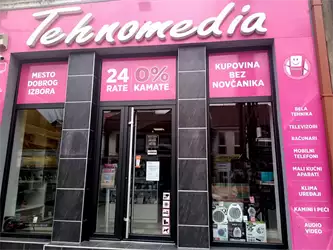 Tehnomedia
MESTO
DOBROG
IZBORA
24
RATE
0%
KAMATE
KUPOVINA
BEZ
NOVČANIKA
BELA
TEHNIKA
TELEVIZORI
RAČUNARI
MOBILNI
TELEFONI
MALI KUĆNI
APARATI
KLIMA
UREĐAJI
KAMINI I PEĆI
AUDIO
VIDEO